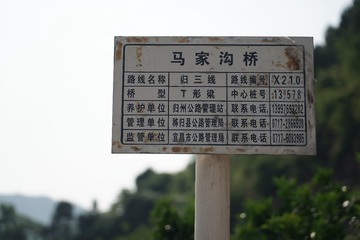 马家沟桥
路线名称 归三线 路线编号 X210
桥 型 T形梁 中心桩号 13+578
养护单位 归州公路管理站 联系电话
管理单位 秭归县公路管理局 联系电话
监管单位 宜昌市公路管理局 联系电话